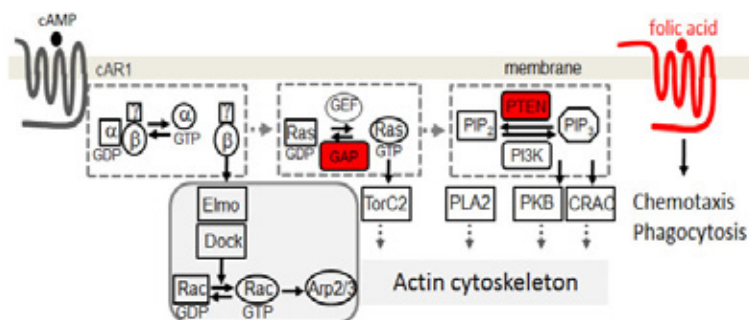 cAMP
folic acid
cAR1
membrane
? α GTP ?
α β β
GDP
GEF
Ras Ras
GDP GTP
GAP
PTEN
PIP2 PIP3
PI3K
Elmo
Dock
TorC2
PLA2
PKB
CRAC
Chemotaxis
Phagocytosis
Rac Rac Arp2/3
GDP GTP
Actin cytoskeleton